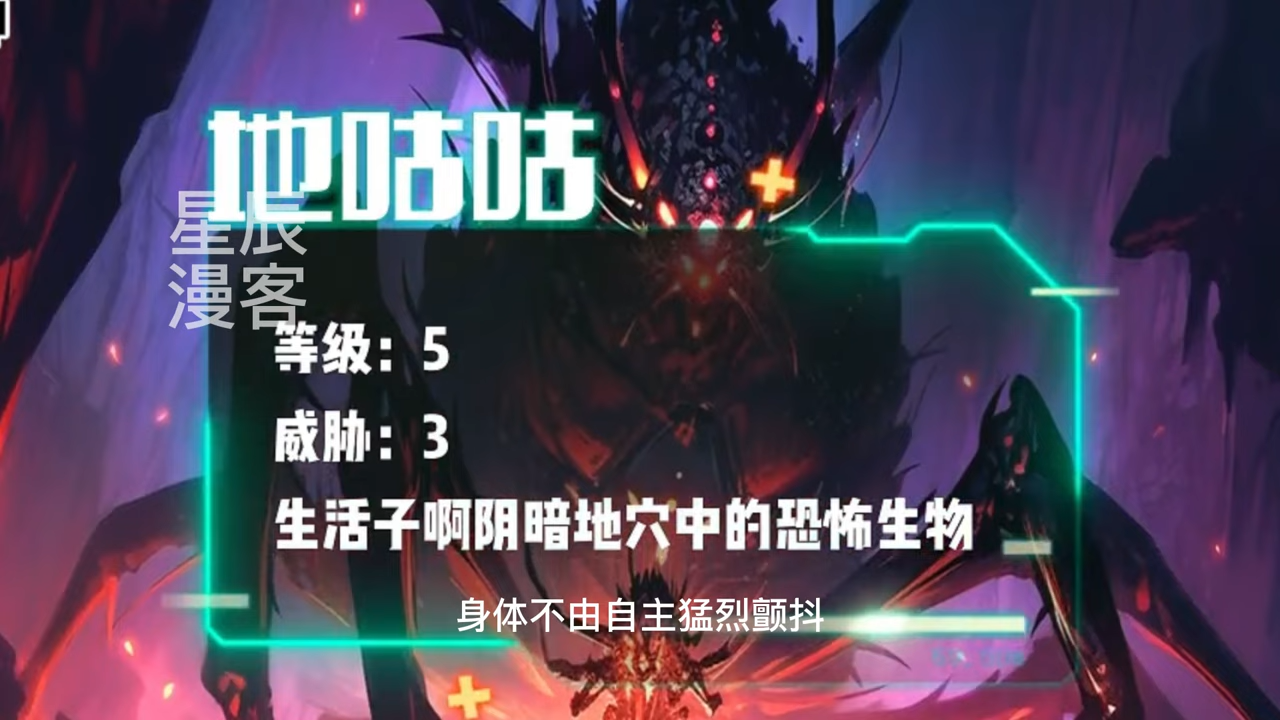 地咕咕
星辰
漫客
等级：5
威胁：3
生活子啊阴暗地穴中的恐怖生物
身体不由自主猛烈颤抖